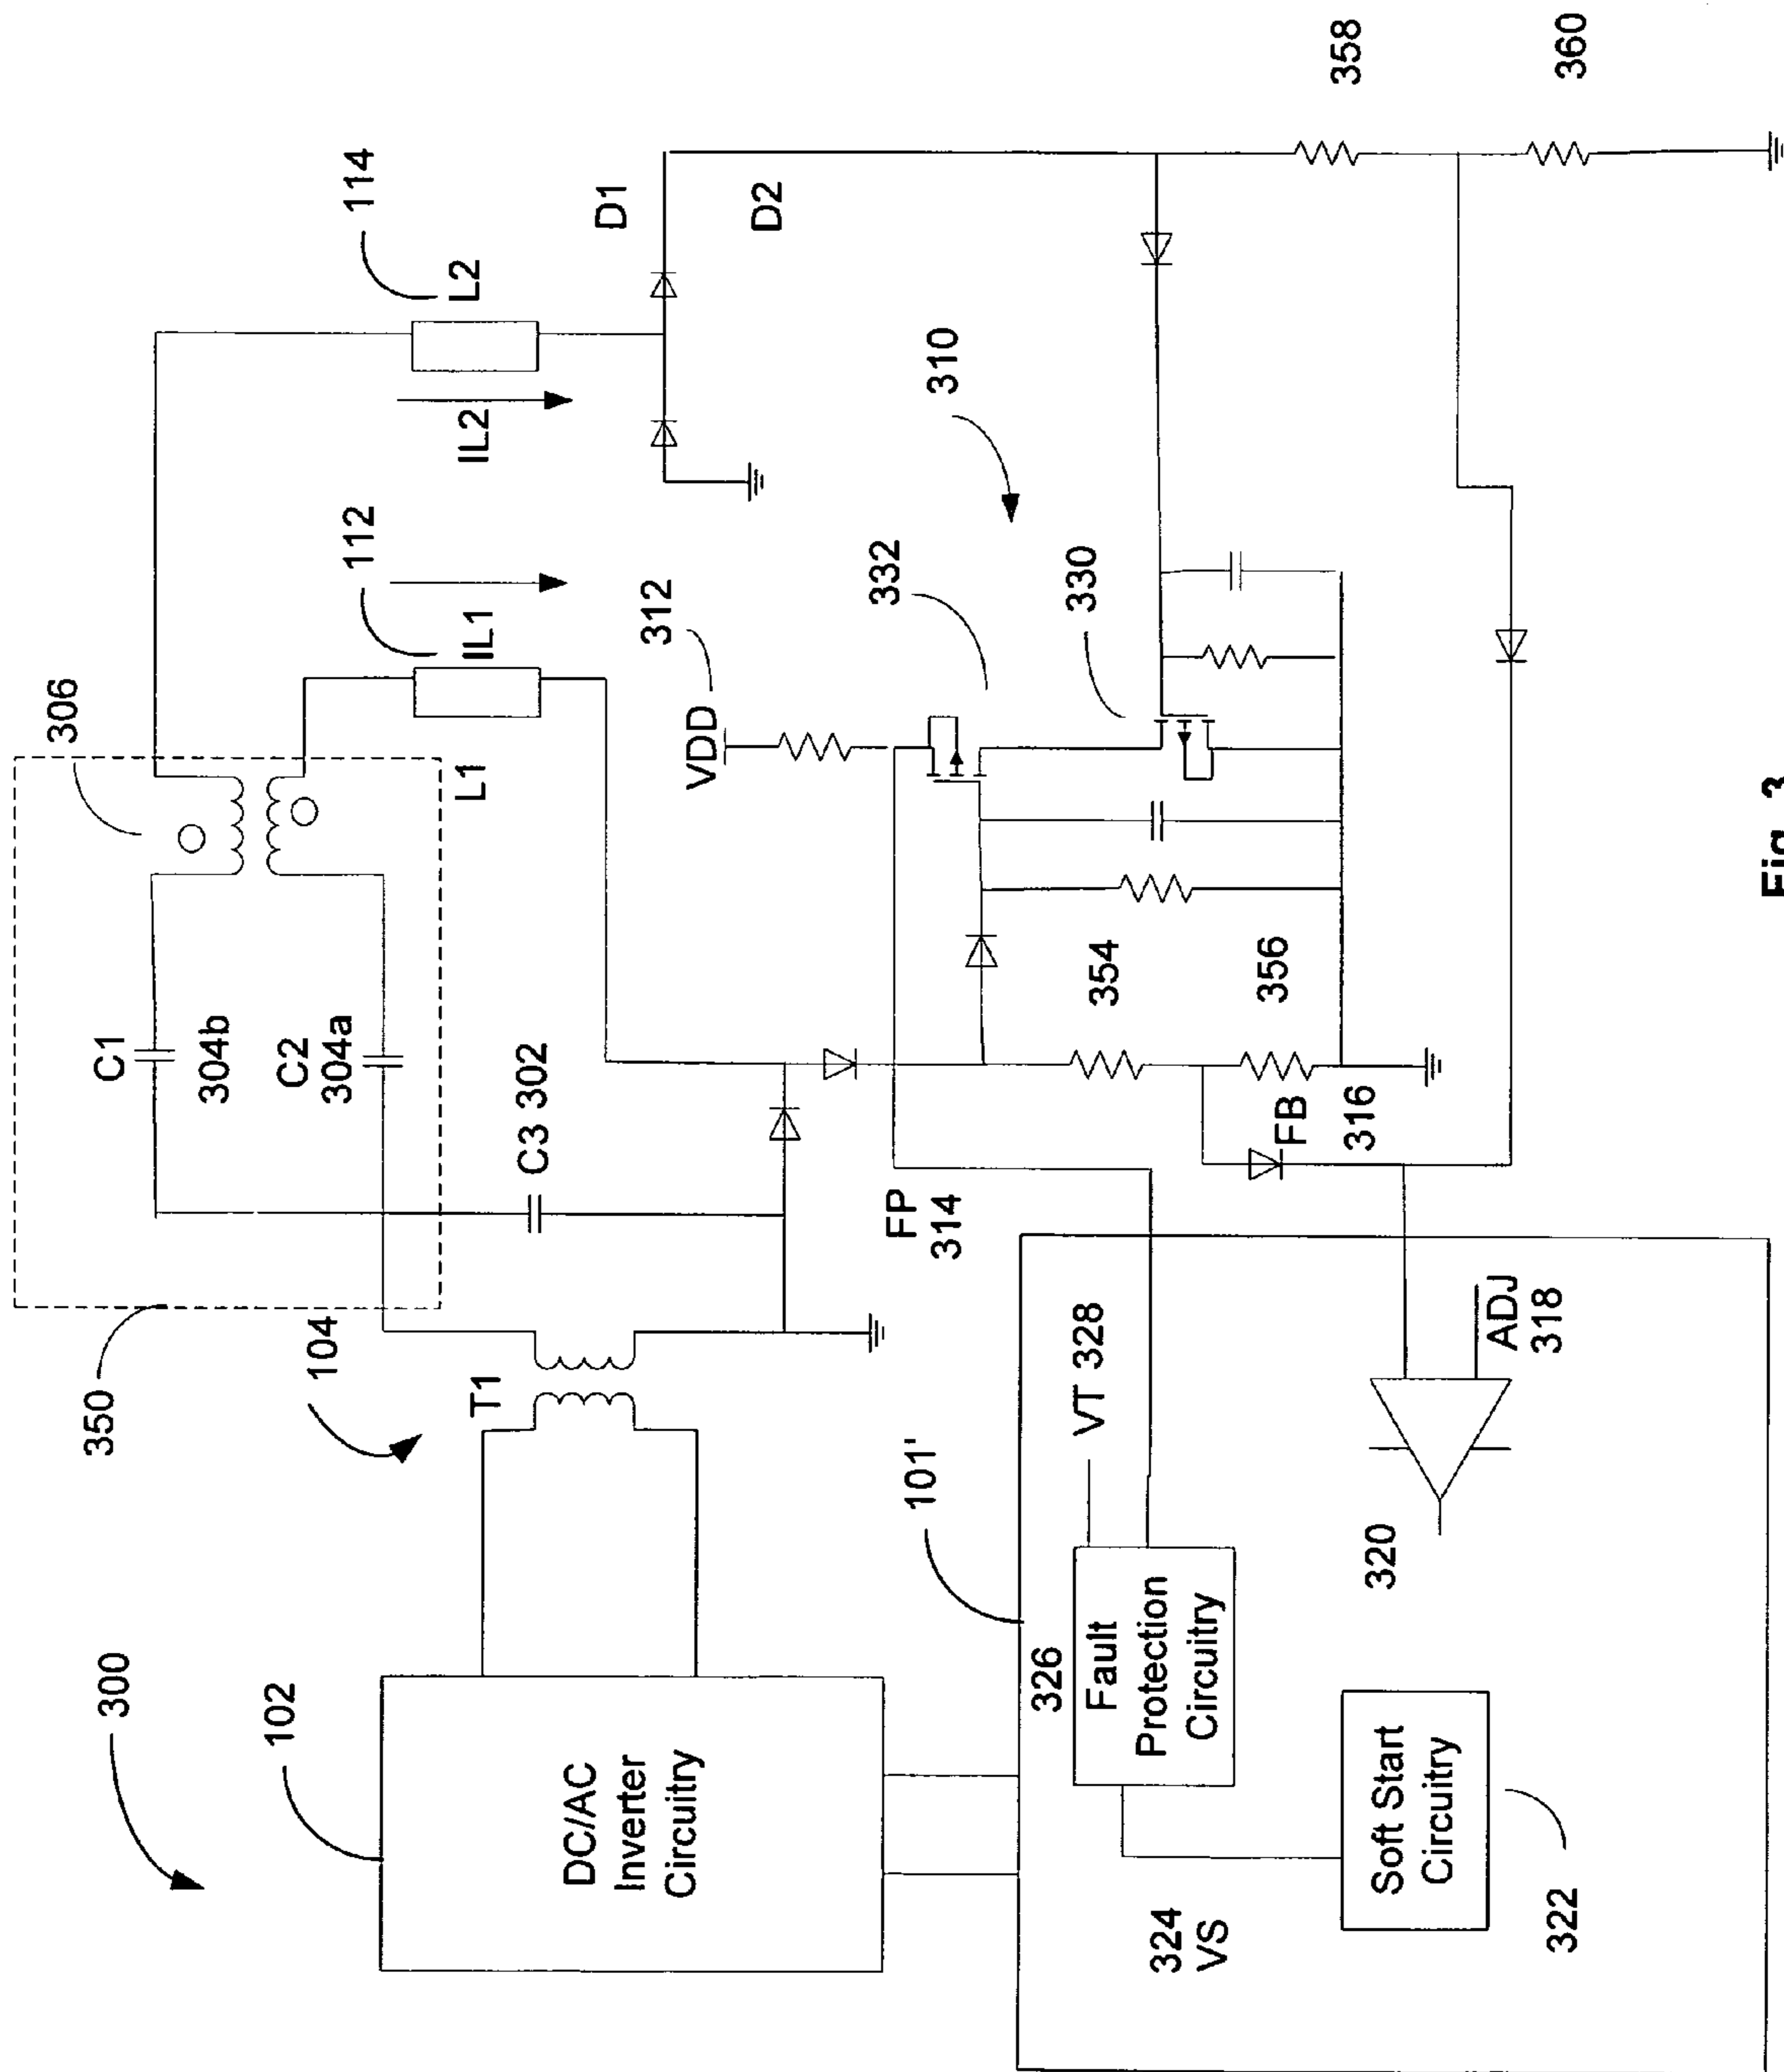 300
102
DC/AC
Inverter
Circuitry
104
T1
350
C1
304b
C2
304a
C3 302
306
L1
112
IL1
114
L2
IL2
D1
D2
312
VDD
332
330
310
354
356
FB
316
358
360
FP
314
VT 328
101'
326
Fault
Protection
Circuitry
324
VS
Soft Start
Circuitry
322
320
ADJ
318
Fig. 3